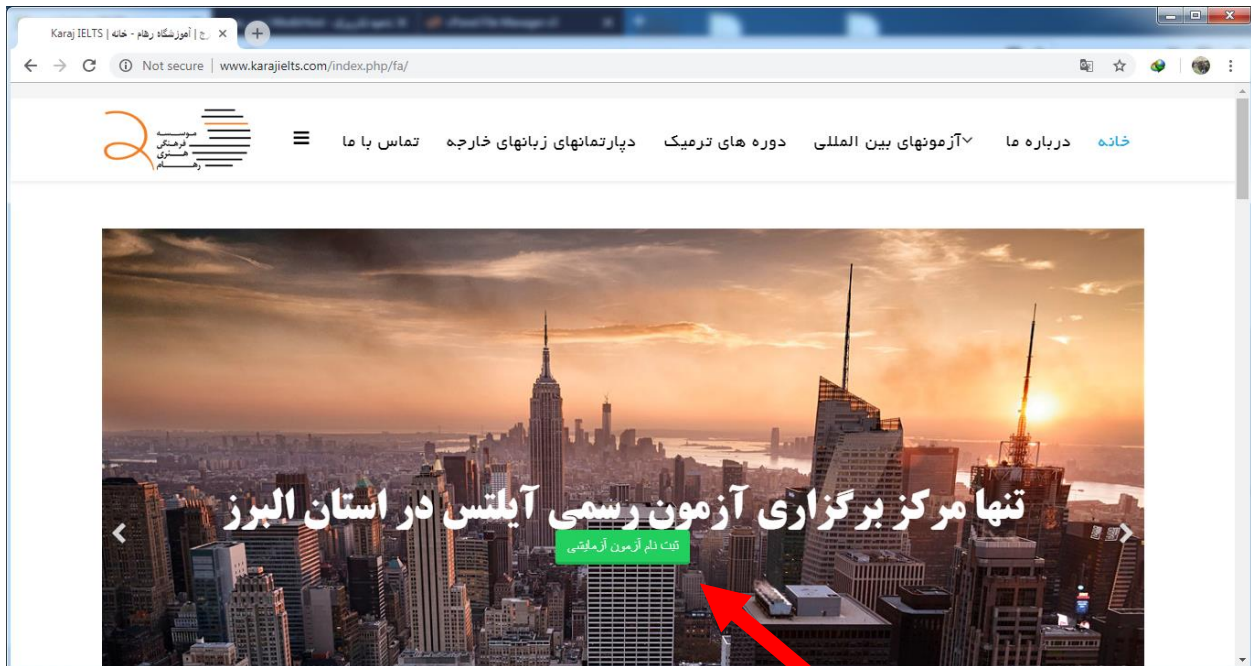 Karaj IELTS | رج | آموزشگاه رهام - خانه
Not secure | www.karajielts.com/index.php/fa/
موسسه
فرهنگی
هنری
رهام
خانه درباره ما آزمونهای بین المللی دوره های ترمیک دپارتمانهای زبانهای خارجه تماس با ما
تنها مرکز برگزاری آزمون رسمی آیلتس در استان البرز
ثبت نام آزمون آزمایشی